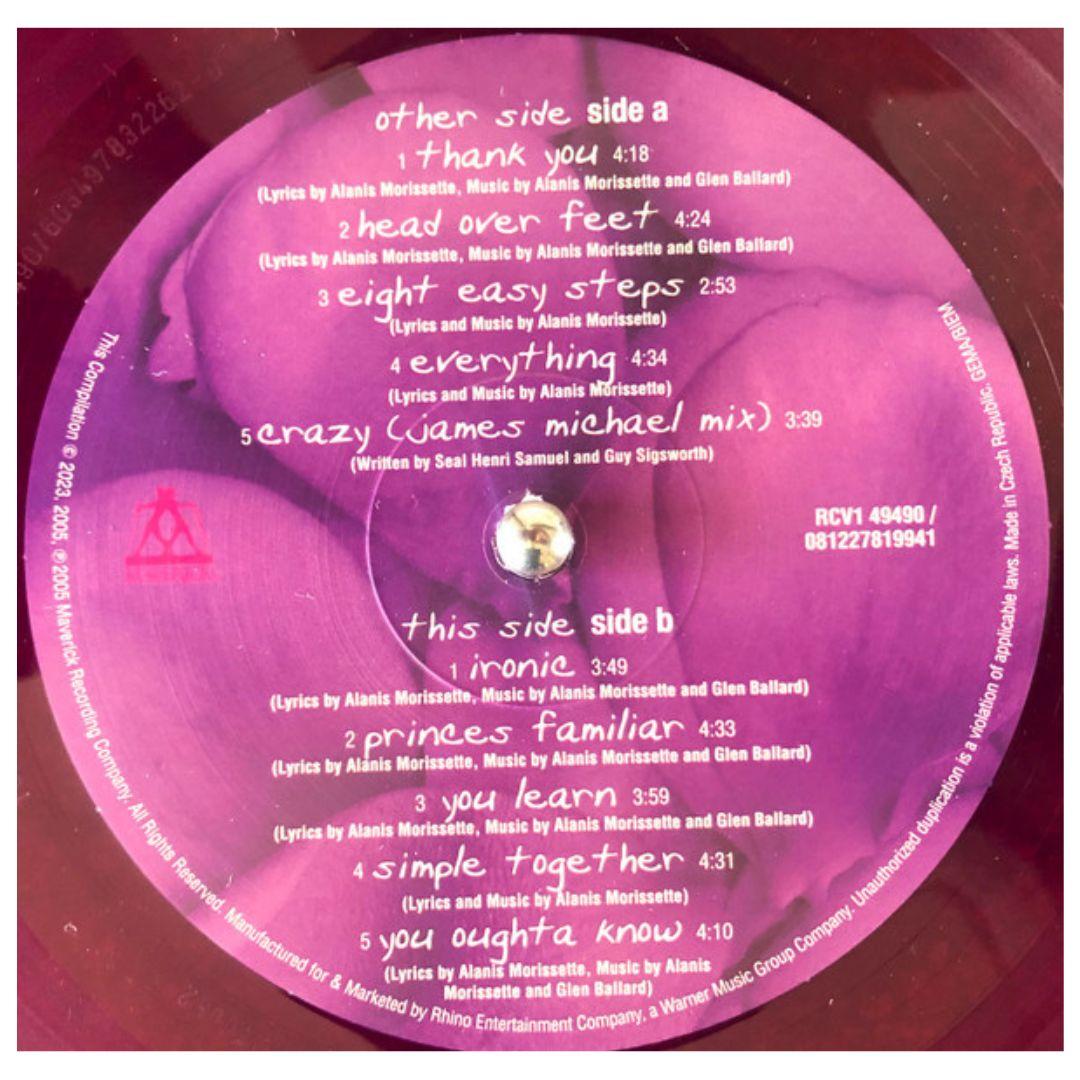 other side side a
1 thank you 4:18
(Lyrics by Alanis Morissette, Music by Alanis Morissette and Glen Ballard)
2 head over feet 4:24
(Lyrics by Alanis Morissette, Music by Alanis Morissette and Glen Ballard)
3 eight easy steps 2:53
(Lyrics and Music by Alanis Morissette)
4 everything 4:34
(Lyrics and Music by Alanis Morissette)
5 crazy (james michael mix) 3:39
(Written by Seal Henri Samuel and Guy Sigsworth)
RCV1 49490 /
081227819941
this side side b
1 ironic 3:49
(Lyrics by Alanis Morissette, Music by Alanis Morissette and Glen Ballard)
2 princes familiar 4:33
(Lyrics by Alanis Morissette, Music by Alanis Morissette and Glen Ballard)
3 you learn 3:59
(Lyrics by Alanis Morissette, Music by Alanis Morissette and Glen Ballard)
4 simple together 4:31
(Lyrics and Music by Alanis Morissette)
5 you oughta know 4:10
(Lyrics by Alanis Morissette, Music by Alanis
Morissette and Glen Ballard)
This Compilation ℗ 2023, 2005, ℗ 2005 Maverick Recording Company. All Rights Reserved. Manufactured for & Marketed by Rhino Entertainment Company, a Warner Music Group Company. Unauthorized duplication is a violation of applicable laws. Made in Czech Republic. GEMA/BIEM